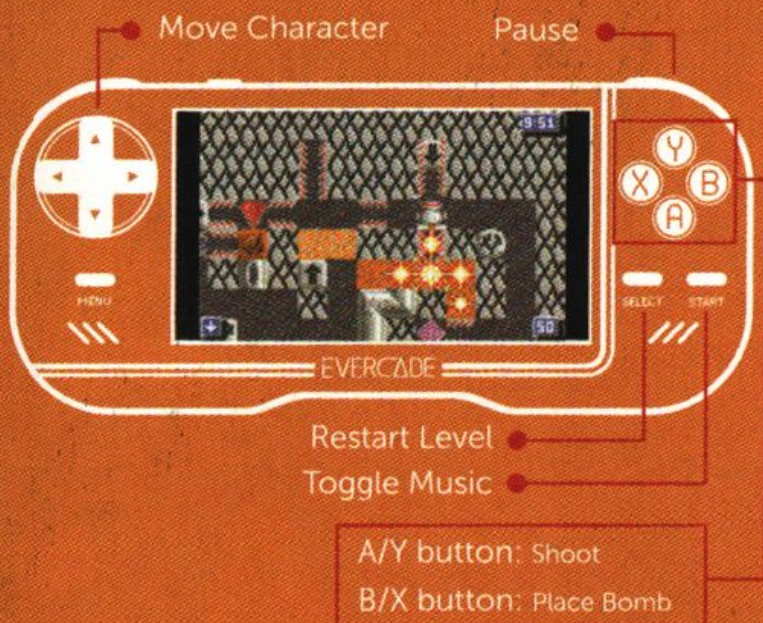 Move Character
Pause
9:51
Y
X B
A
MENU
SELECT START
50
EVERCADE
Restart Level
Toggle Music
A/Y button: Shoot
B/X button: Place Bomb